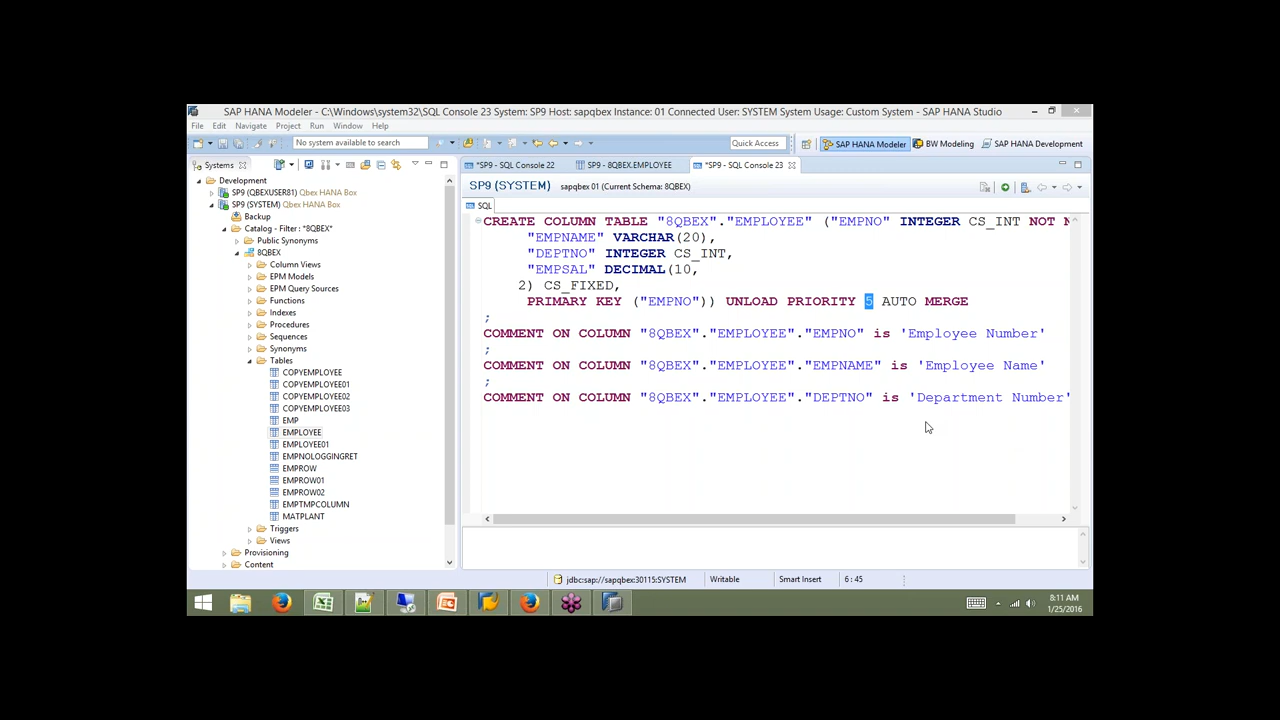 SAP HANA Modeler - C:\Windows\system32\SQL Console 23 System: SP9 Host: sapqbex Instance: 01 Connected User: SYSTEM System Usage: Custom System - SAP HANA Studio
File Edit Navigate Project Run Window Help
No system available to search
Quick Access
SAP HANA Modeler
BW Modeling
SAP HANA Development
Systems
*SP9 - SQL Console 22
SP9 - 8QBEX.EMPLOYEE
*SP9 - SQL Console 23
Development
SP9 (QBEXUSER81) Qbex HANA Box
SP9 (SYSTEM) Qbex HANA Box
Backup
Catalog - Filter : *8QBEX*
Public Synonyms
8QBEX
Column Views
EPM Models
EPM Query Sources
Functions
Indexes
Procedures
Sequences
Synonyms
Tables
COPYEMPLOYEE
COPYEMPLOYEE01
COPYEMPLOYEE02
COPYEMPLOYEE03
EMP
EMPLOYEE
EMPLOYEE01
EMPNOLOGGINGRET
EMPROW
EMPROW01
EMPROW02
EMPTMPCOLUMN
MATPLANT
Triggers
Views
Provisioning
Content
SP9 (SYSTEM) sapqbex 01 (Current Schema: 8QBEX)
SQL
CREATE COLUMN TABLE "8QBEX"."EMPLOYEE" ("EMPNO" INTEGER CS_INT NOT N
"EMPNAME" VARCHAR(20),
"DEPTNO" INTEGER CS_INT,
"EMPSAL" DECIMAL(10,
2) CS_FIXED,
PRIMARY KEY ("EMPNO")) UNLOAD PRIORITY 5 AUTO MERGE
;
COMMENT ON COLUMN "8QBEX"."EMPLOYEE"."EMPNO" is 'Employee Number'
;
COMMENT ON COLUMN "8QBEX"."EMPLOYEE"."EMPNAME" is 'Employee Name'
;
COMMENT ON COLUMN "8QBEX"."EMPLOYEE"."DEPTNO" is 'Department Number'
jdbc:sap://sapqbex:30115:SYSTEM
Writable
Smart Insert
6 : 45
8:11 AM
1/25/2016